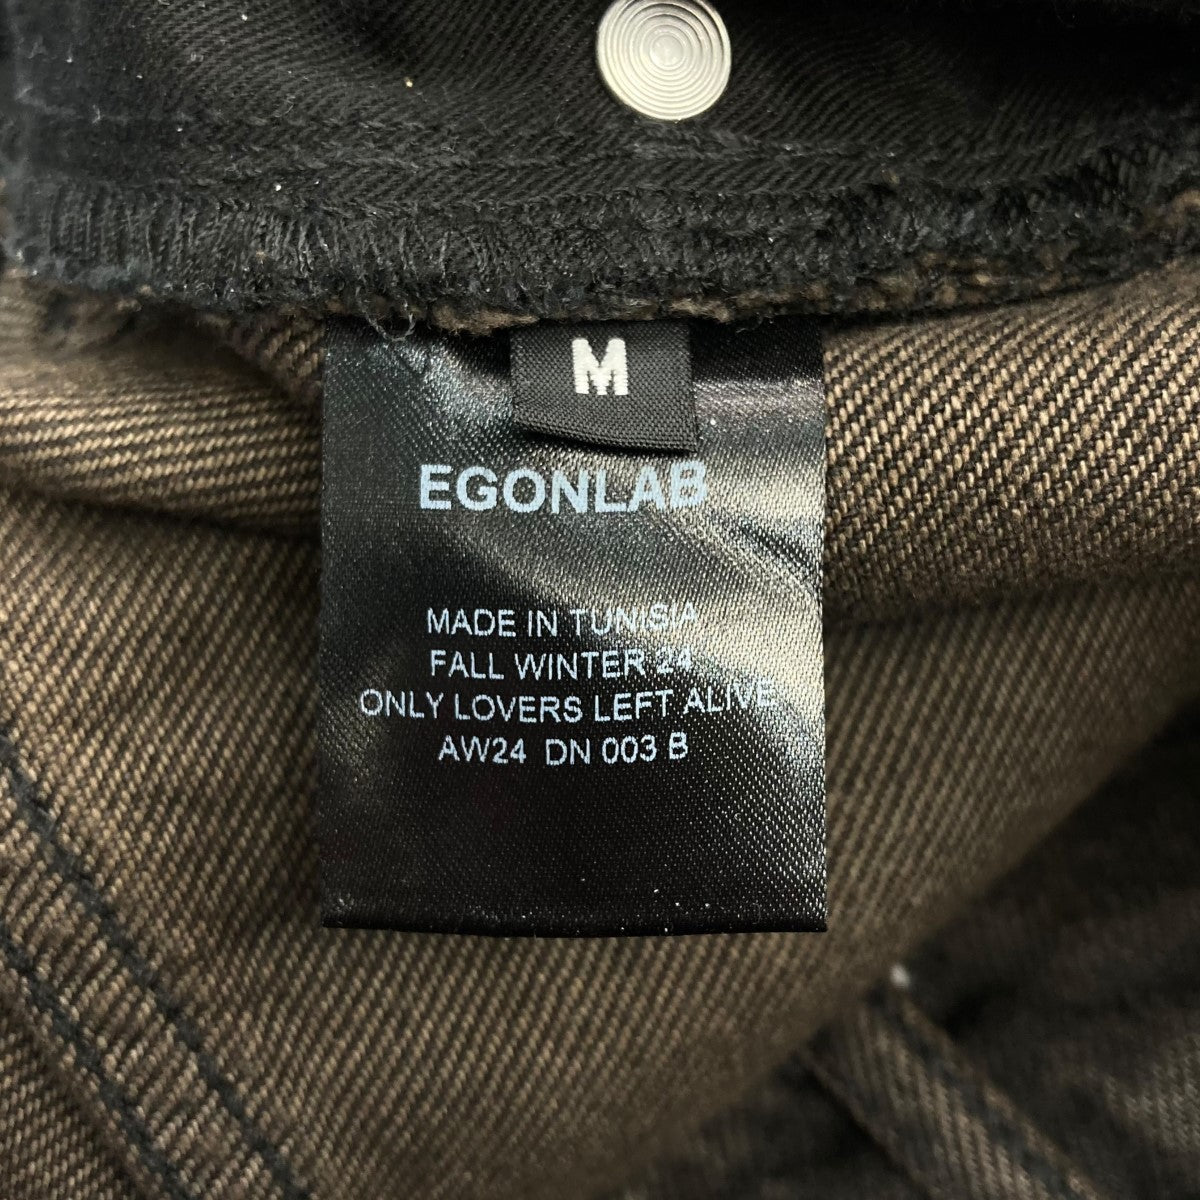 M
EGONLAB
MADE IN TUNISIA
FALL WINTER 24
ONLY LOVERS LEFT ALIVE
AW24 DN 003 B